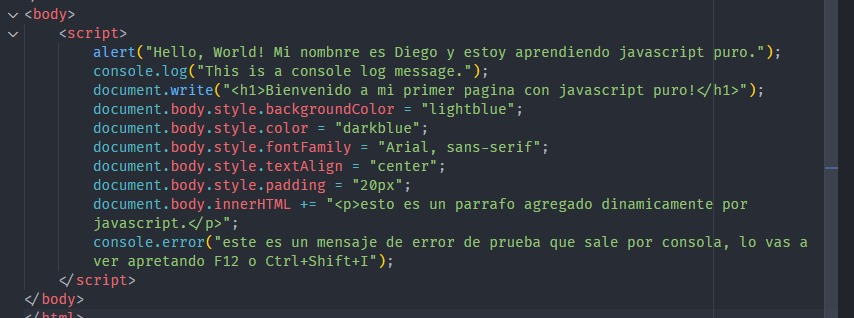 <body>
<script>
alert("Hello, World! Mi nombnre es Diego y estoy aprendiendo javascript puro.");
console.log("This is a console log message.");
document.write("<h1>Bienvenido a mi primer pagina con javascript puro!</h1>");
document.body.style.backgroundColor = "lightblue";
document.body.style.color = "darkblue";
document.body.style.fontFamily = "Arial, sans-serif";
document.body.style.textAlign = "center";
document.body.style.padding = "20px";
document.body.innerHTML += "<p>esto es un parrafo agregado dinamicamente por
javascript.</p>";
console.error("este es un mensaje de error de prueba que sale por consola, lo vas a
ver apretando F12 o Ctrl+Shift+I");
</script>
</body>
</html>